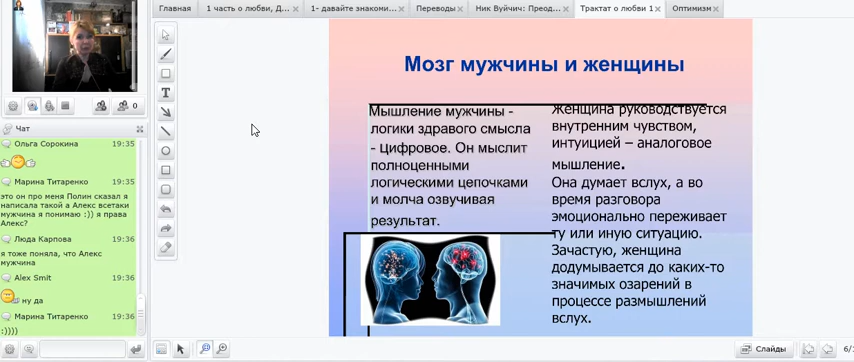 Главная
1 часть о любви, Д...
1- давайте знакоми...
Переводы
Ник Вуйчич: Преод...
Трактат о любви 1
Оптимизм
0
Чат
Ольга Сорокина 19:35
Марина Титаренко 19:35
это он про меня Полин сказал я
написала такой а Алекс всетаки
мужчина я понимаю :)) я права
Алекс?
Люда Карпова 19:36
я тоже поняла, что Алекс
мужчина
Alex Smit 19:36
ну да
Марина Титаренко 19:36
:))))
T
Мозг мужчины и женщины
Мышление мужчины -
логики здравого смысла
- Цифровое. Он мыслит
полноценными
логическими цепочками
и молча озвучивая
результат.
Женщина руководствуется
внутренним чувством,
интуицией – аналоговое
мышление.
Она думает вслух, а во
время разговора
эмоционально переживает
ту или иную ситуацию.
Зачастую, женщина
додумывается до каких-то
значимых озарений в
процессе размышлений
вслух.
Слайды